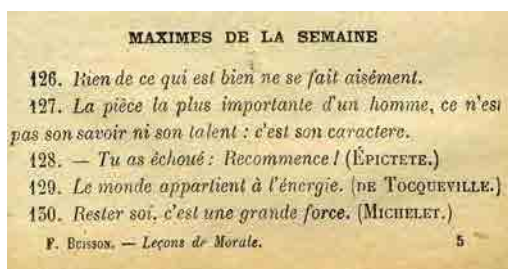 MAXIMES DE LA SEMAINE
126. Rien de ce qui est bien ne se fait aisément.
127. La pièce la plus importante d'un homme, ce n'est
pas son savoir ni son talent : c'est son caractere.
128. — Tu as échoué : Recommence ! (ÉPICTETE.)
129. Le monde appartient à l'énergie. (DE TOCQUEVILLE.)
130. Rester soi, c'est une grande force. (MICHELET.)
F. BUISSON. — Leçons de Morale. 5